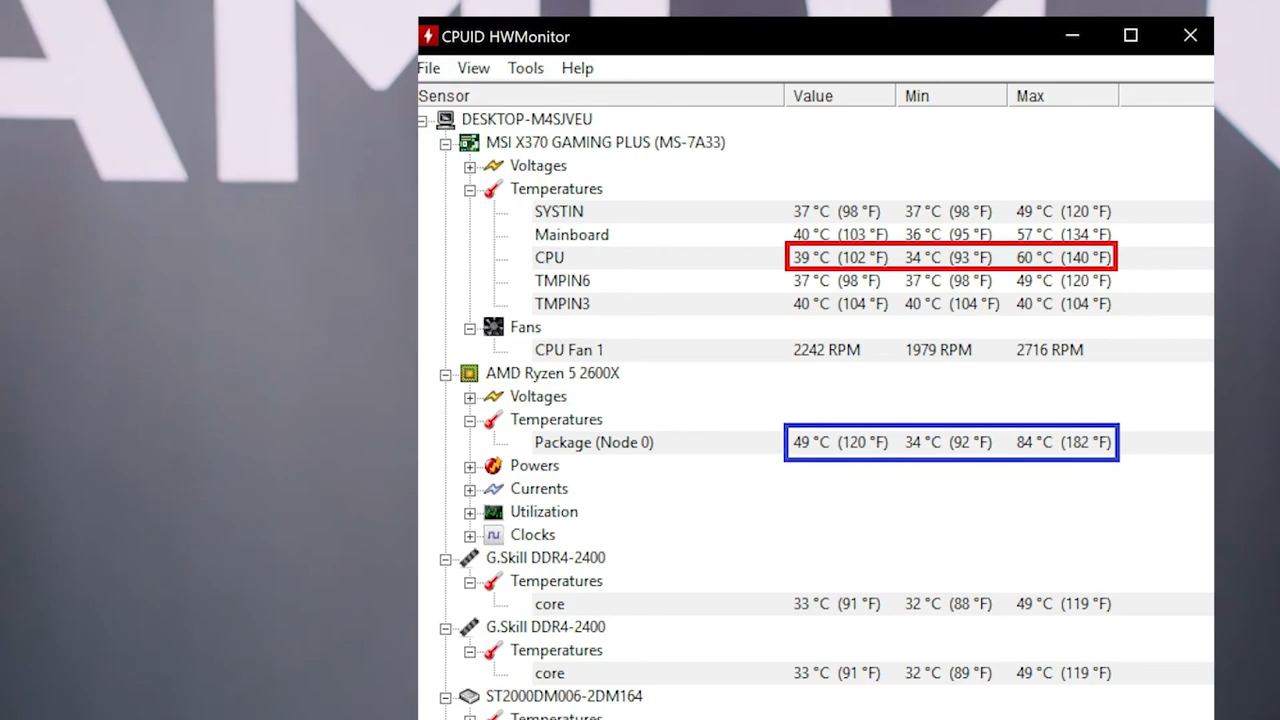 CPUID HWMonitor
File View Tools Help
Sensor Value Min Max
DESKTOP-M4SJVEU
MSI X370 GAMING PLUS (MS-7A33)
Voltages
Temperatures
SYSTIN 37 °C (98 °F) 37 °C (98 °F) 49 °C (120 °F)
Mainboard 40 °C (103 °F) 36 °C (95 °F) 57 °C (134 °F)
CPU 39 °C (102 °F) 34 °C (93 °F) 60 °C (140 °F)
TMPIN6 37 °C (98 °F) 37 °C (98 °F) 49 °C (120 °F)
TMPIN3 40 °C (104 °F) 40 °C (104 °F) 40 °C (104 °F)
Fans
CPU Fan 1 2242 RPM 1979 RPM 2716 RPM
AMD Ryzen 5 2600X
Voltages
Temperatures
Package (Node 0) 49 °C (120 °F) 34 °C (92 °F) 84 °C (182 °F)
Powers
Currents
Utilization
Clocks
G.Skill DDR4-2400
Temperatures
core 33 °C (91 °F) 32 °C (88 °F) 49 °C (119 °F)
G.Skill DDR4-2400
Temperatures
core 33 °C (91 °F) 32 °C (89 °F) 49 °C (119 °F)
ST2000DM006-2DM164
Temperatures